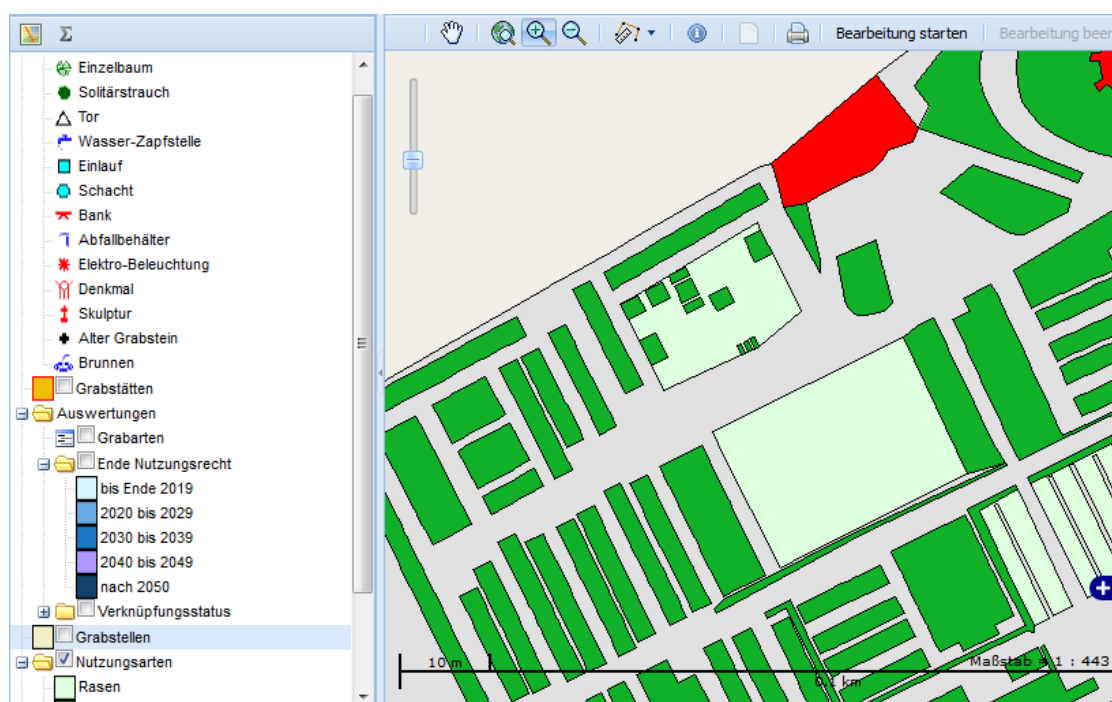 Σ
Bearbeitung starten
Bearbeitung beer
Einzelbaum
Solitärstrauch
Tor
Wasser-Zapfstelle
Einlauf
Schacht
Bank
Abfallbehälter
Elektro-Beleuchtung
Denkmal
Skulptur
Alter Grabstein
Brunnen
Grabstätten
Auswertungen
Grabarten
Ende Nutzungsrecht
bis Ende 2019
2020 bis 2029
2030 bis 2039
2040 bis 2049
nach 2050
Verknüpfungsstatus
Grabstellen
Nutzungsarten
Rasen
10 m
Maßstab = 1 : 443
0,1 km